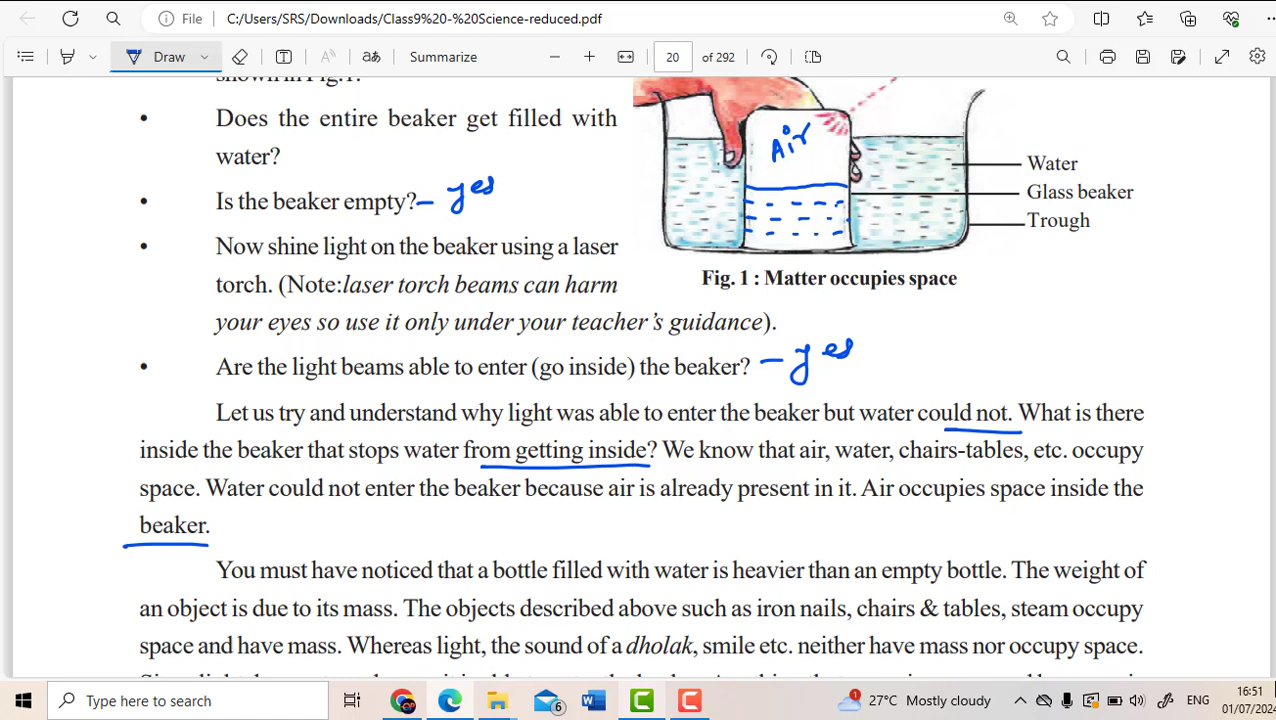 File
C:/Users/SRS/Downloads/Class9%20-%20Science-reduced.pdf
Draw
aあ
Summarize
20 of 292
shown in Fig.1.
• Does the entire beaker get filled with
water?
• Is the beaker empty? - yes
• Now shine light on the beaker using a laser
torch. (Note:laser torch beams can harm
your eyes so use it only under your teacher's guidance).
• Are the light beams able to enter (go inside) the beaker? - yes
Air
Water
Glass beaker
Trough
Fig. 1 : Matter occupies space
Let us try and understand why light was able to enter the beaker but water could not. What is there
inside the beaker that stops water from getting inside? We know that air, water, chairs-tables, etc. occupy
space. Water could not enter the beaker because air is already present in it. Air occupies space inside the
beaker.
You must have noticed that a bottle filled with water is heavier than an empty bottle. The weight of
an object is due to its mass. The objects described above such as iron nails, chairs & tables, steam occupy
space and have mass. Whereas light, the sound of a dholak, smile etc. neither have mass nor occupy space.
Type here to search
6
1
27°C Mostly cloudy
ENG
16:51
01/07/2024